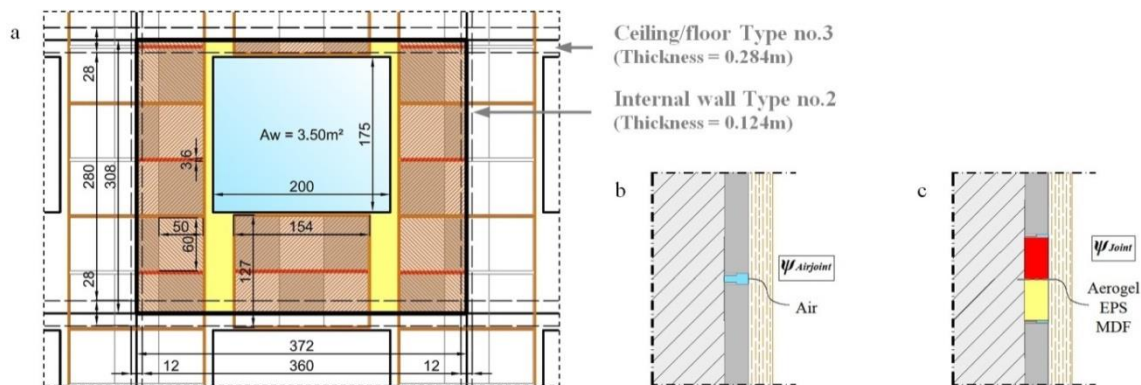 a
Ceiling/floor Type no.3
(Thickness = 0.284m)
Internal wall Type no.2
(Thickness = 0.124m)
28
280
308
28
3.6
Aw = 3.50m²
175
200
50
60
154
127
372
12
360
12
b
ΨAirjoint
Air
c
ΨJoint
Aerogel
EPS
MDF